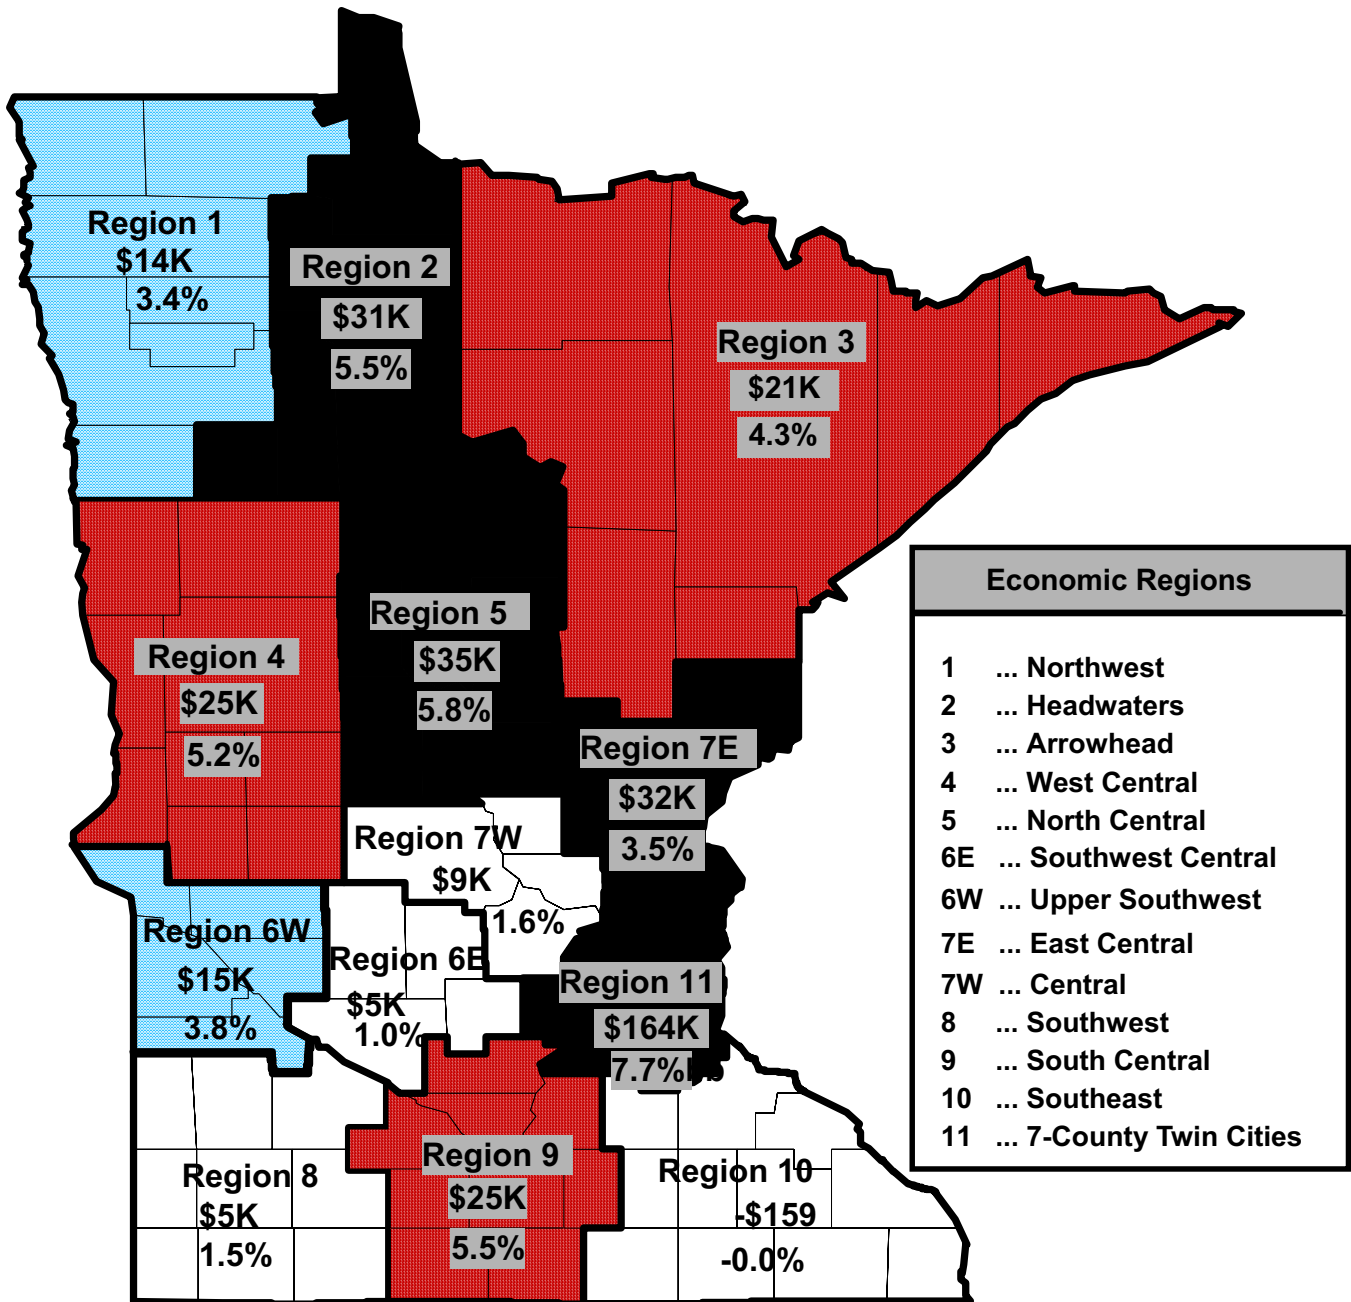 Region 1
$14K
3.4%
Region 2
$31K
5.5%
Region 3
$21K
4.3%
Region 4
$25K
5.2%
Region 5
$35K
5.8%
Region 7E
$32K
3.5%
Region 7W
$9K
1.6%
Region 6W
$15K
3.8%
Region 6E
$5K
1.0%
Region 11
$164K
7.7%
Region 8
$5K
1.5%
Region 9
$25K
5.5%
Region 10
-$159
-0.0%
Economic Regions
1 ... Northwest
2 ... Headwaters
3 ... Arrowhead
4 ... West Central
5 ... North Central
6E ... Southwest Central
6W ... Upper Southwest
7E ... East Central
7W ... Central
8 ... Southwest
9 ... South Central
10 ... Southeast
11 ... 7-County Twin Cities